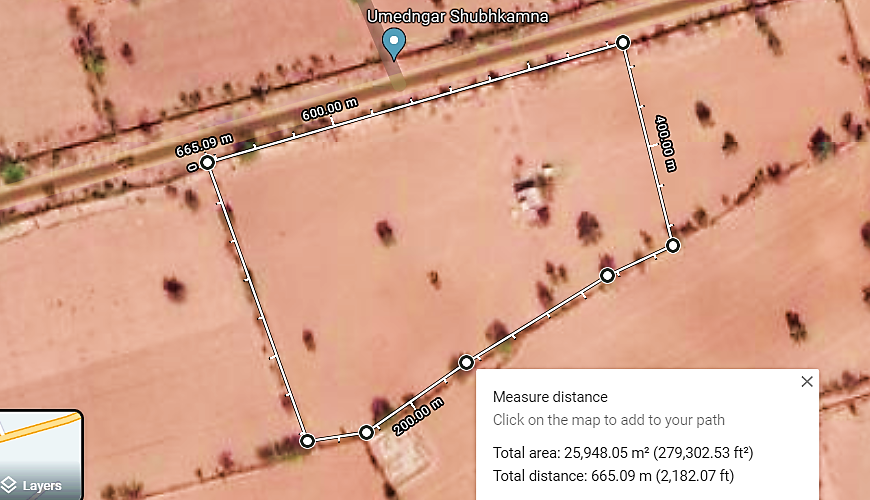 Umedngar Shubhkamna
600.00 m
665.09 m
0
400.00 m
200.00 m
Measure distance
Click on the map to add to your path
Total area: 25,948.05 m² (279,302.53 ft²)
Total distance: 665.09 m (2,182.07 ft)
Layers